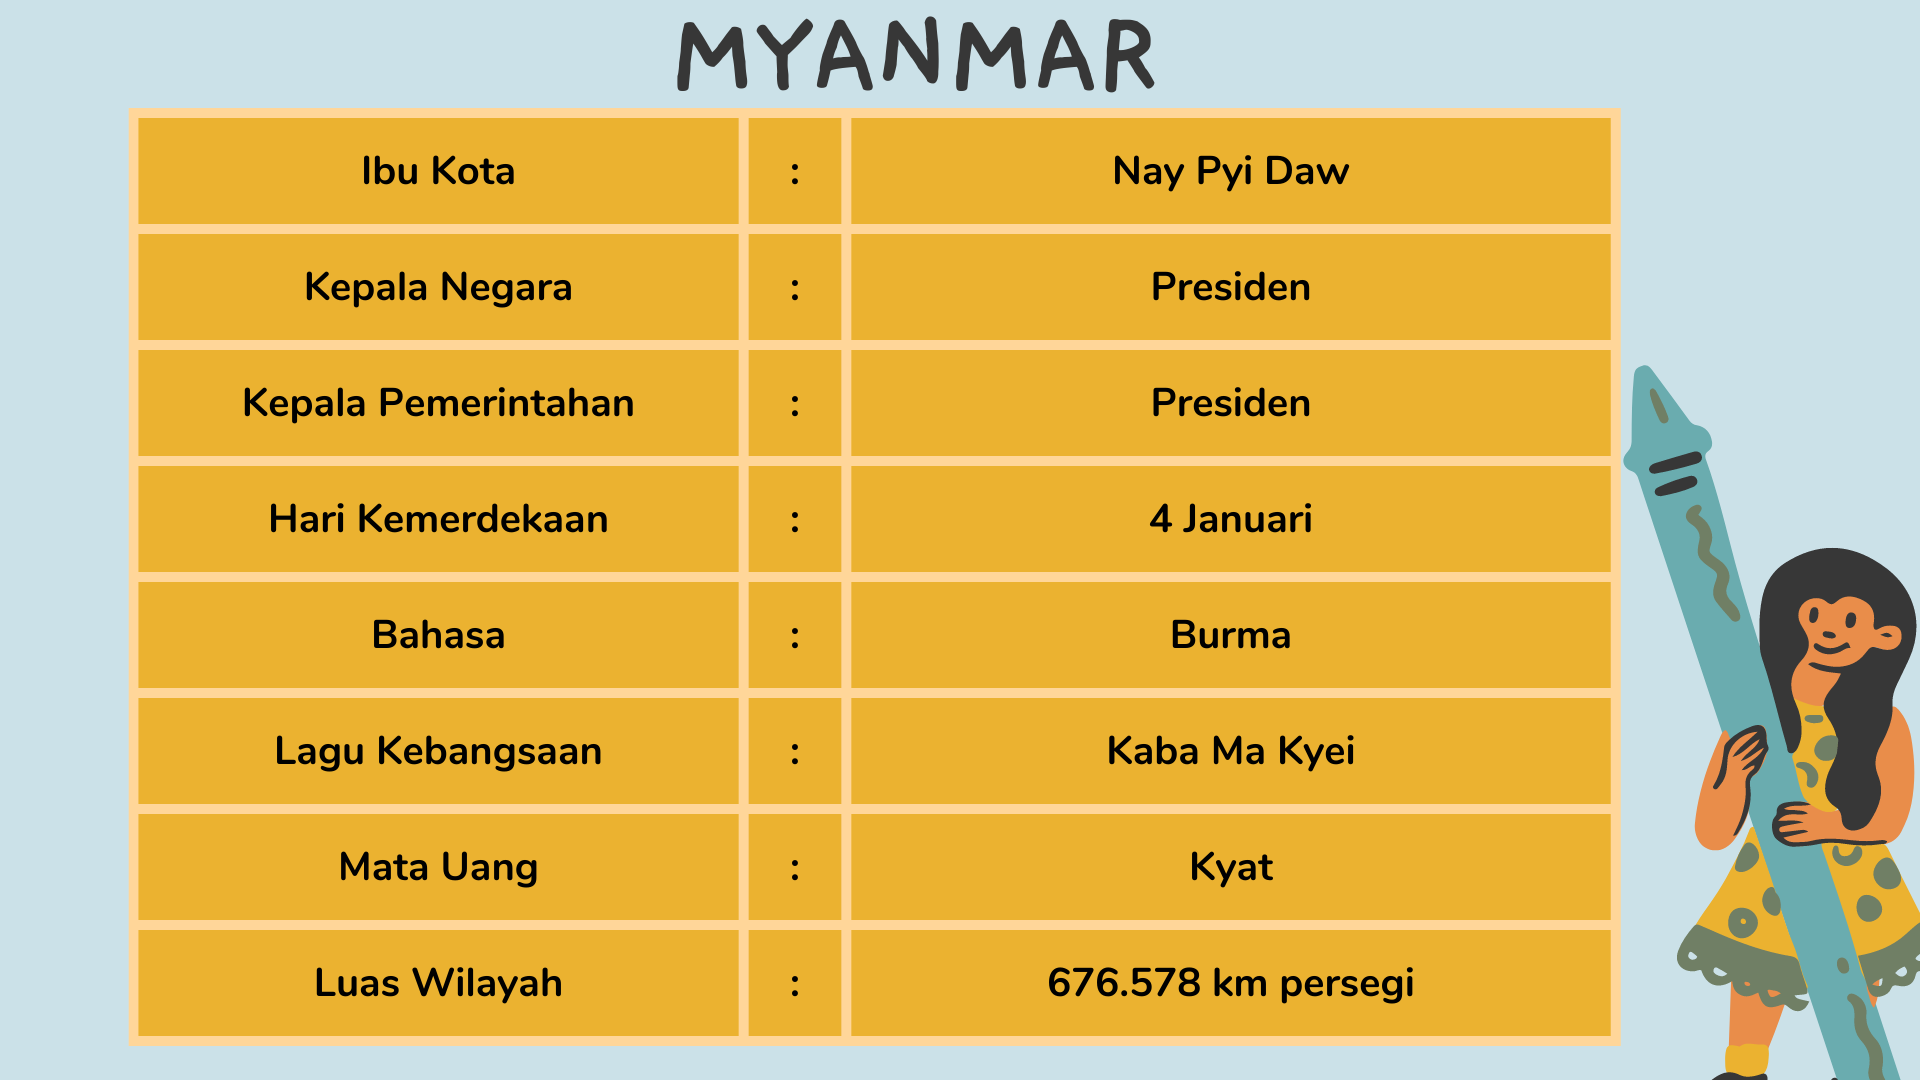 MYANMAR
Ibu Kota : Nay Pyi Daw
Kepala Negara : Presiden
Kepala Pemerintahan : Presiden
Hari Kemerdekaan : 4 Januari
Bahasa : Burma
Lagu Kebangsaan : Kaba Ma Kyei
Mata Uang : Kyat
Luas Wilayah : 676.578 km persegi